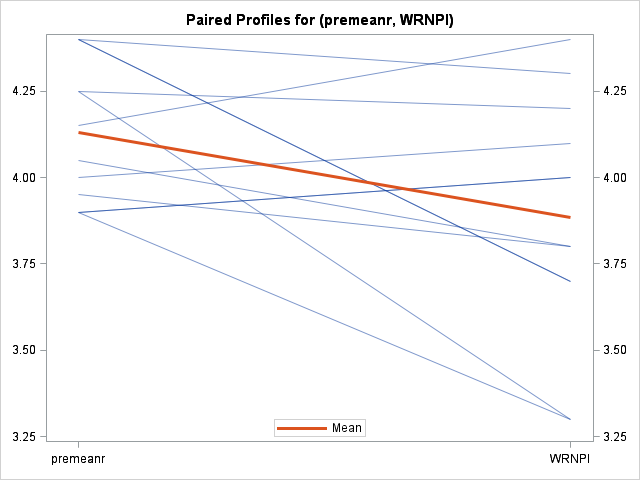 Paired Profiles for (premeanr, WRNPI)
4.25
4.25
4.00
4.00
3.75
3.75
3.50
3.50
3.25
3.25
Mean
premeanr
WRNPI